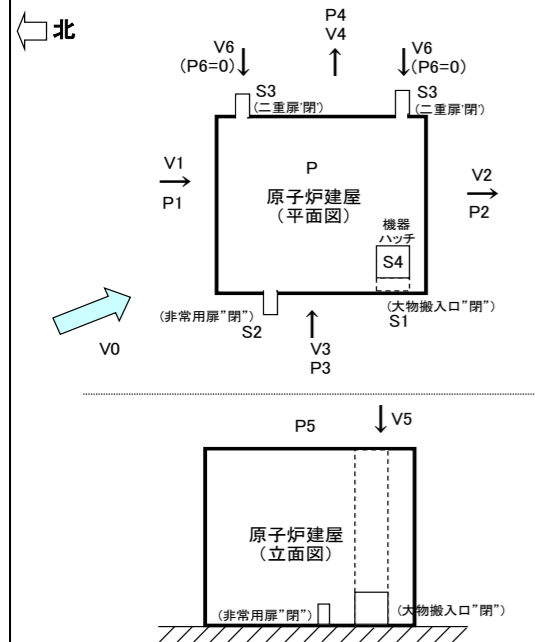 北
P4
V4
V6
(P6=0)
V6
(P6=0)
S3
(二重扉'閉')
S3
(二重扉'閉')
V1
P1
P
原子炉建屋
(平面図)
V2
P2
機器
ハッチ
S4
(非常用扉"閉")
S2
(大物搬入口"閉")
S1
V0
V3
P3
P5
V5
原子炉建屋
(立面図)
(非常用扉"閉")
(大物搬入口"閉")